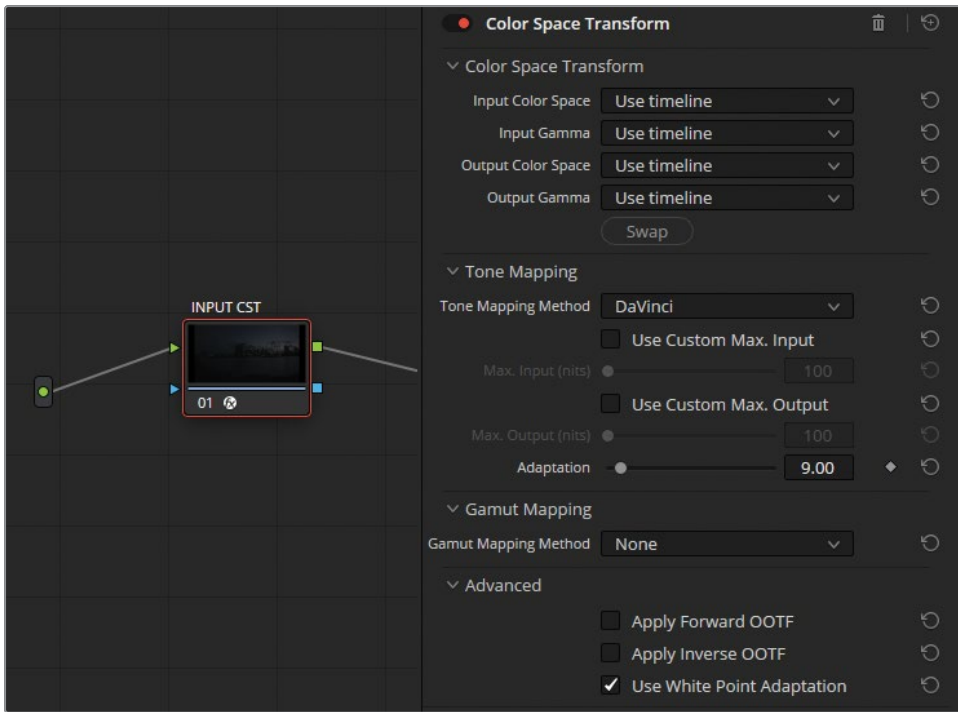 INPUT CST
01
Color Space Transform
Color Space Transform
Input Color Space Use timeline
Input Gamma Use timeline
Output Color Space Use timeline
Output Gamma Use timeline
Swap
Tone Mapping
Tone Mapping Method DaVinci
Use Custom Max. Input
Max. Input (nits) 100
Use Custom Max. Output
Max. Output (nits) 100
Adaptation 9.00
Gamut Mapping
Gamut Mapping Method None
Advanced
Apply Forward OOTF
Apply Inverse OOTF
Use White Point Adaptation